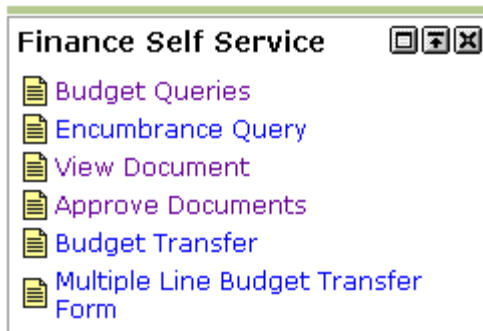 Finance Self Service
Budget Queries
Encumbrance Query
View Document
Approve Documents
Budget Transfer
Multiple Line Budget Transfer
Form